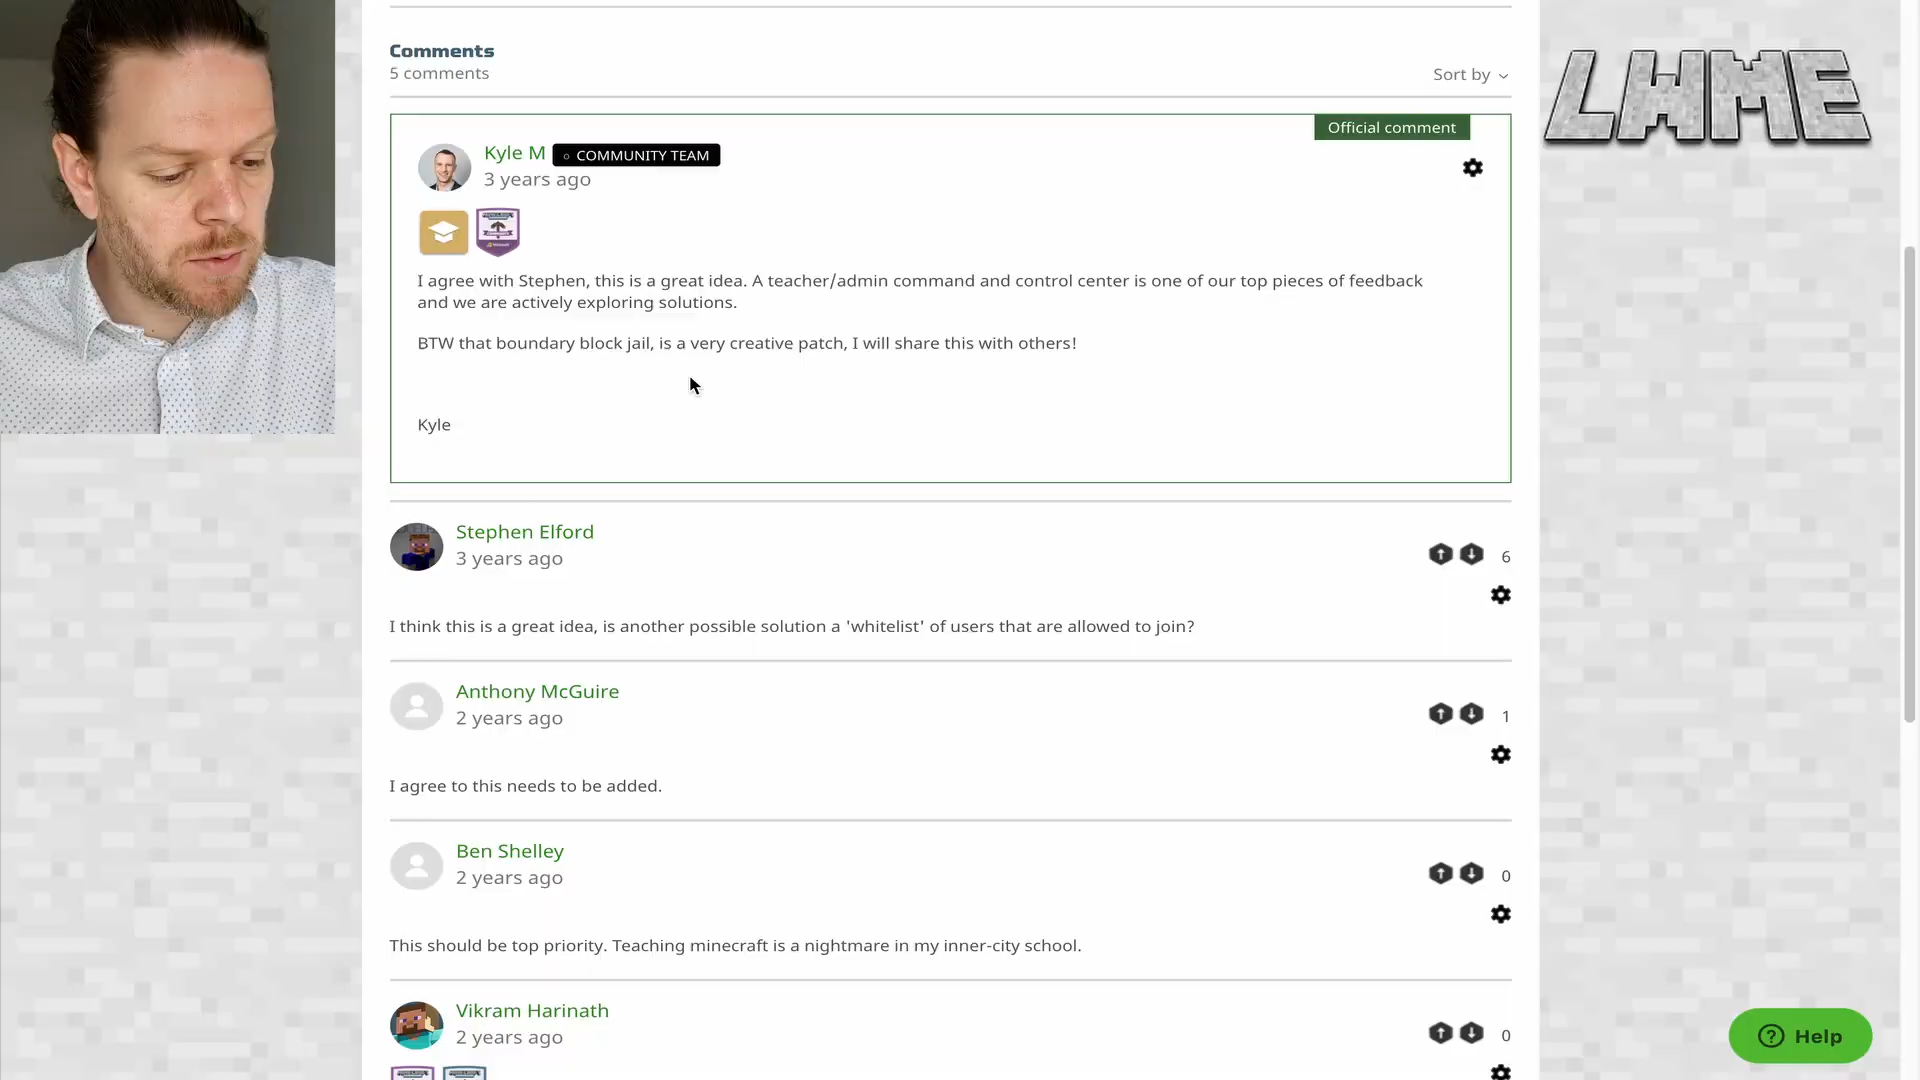 Comments
5 comments
Sort by
LWME
Official comment
Kyle M
COMMUNITY TEAM
3 years ago
I agree with Stephen, this is a great idea. A teacher/admin command and control center is one of our top pieces of feedback
and we are actively exploring solutions.
BTW that boundary block jail, is a very creative patch, I will share this with others!
Kyle
Stephen Elford
3 years ago
6
I think this is a great idea, is another possible solution a 'whitelist' of users that are allowed to join?
Anthony McGuire
2 years ago
1
I agree to this needs to be added.
Ben Shelley
2 years ago
0
This should be top priority. Teaching minecraft is a nightmare in my inner-city school.
Vikram Harinath
2 years ago
0
Help